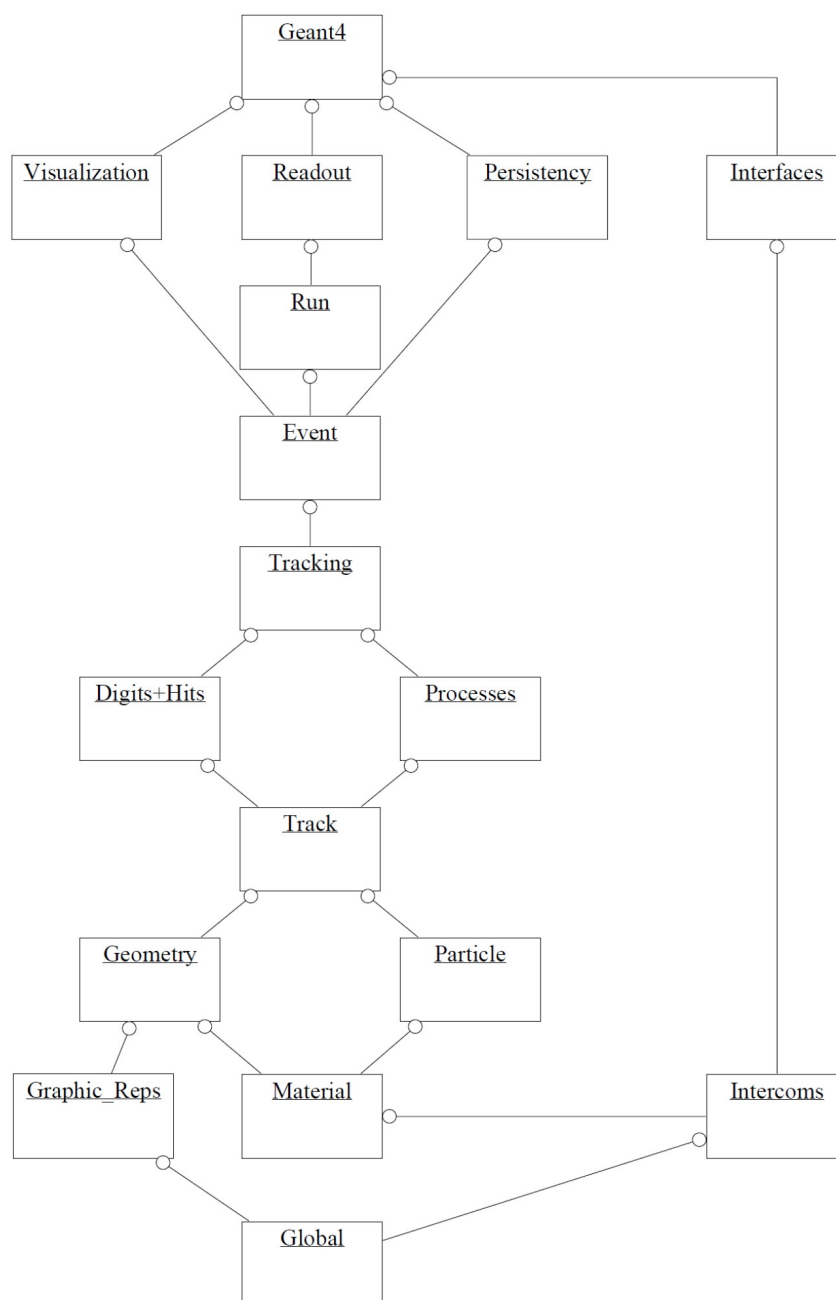 Geant4
Visualization
Readout
Persistency
Interfaces
Run
Event
Tracking
Digits+Hits
Processes
Track
Geometry
Particle
Graphic_Reps
Material
Intercoms
Global